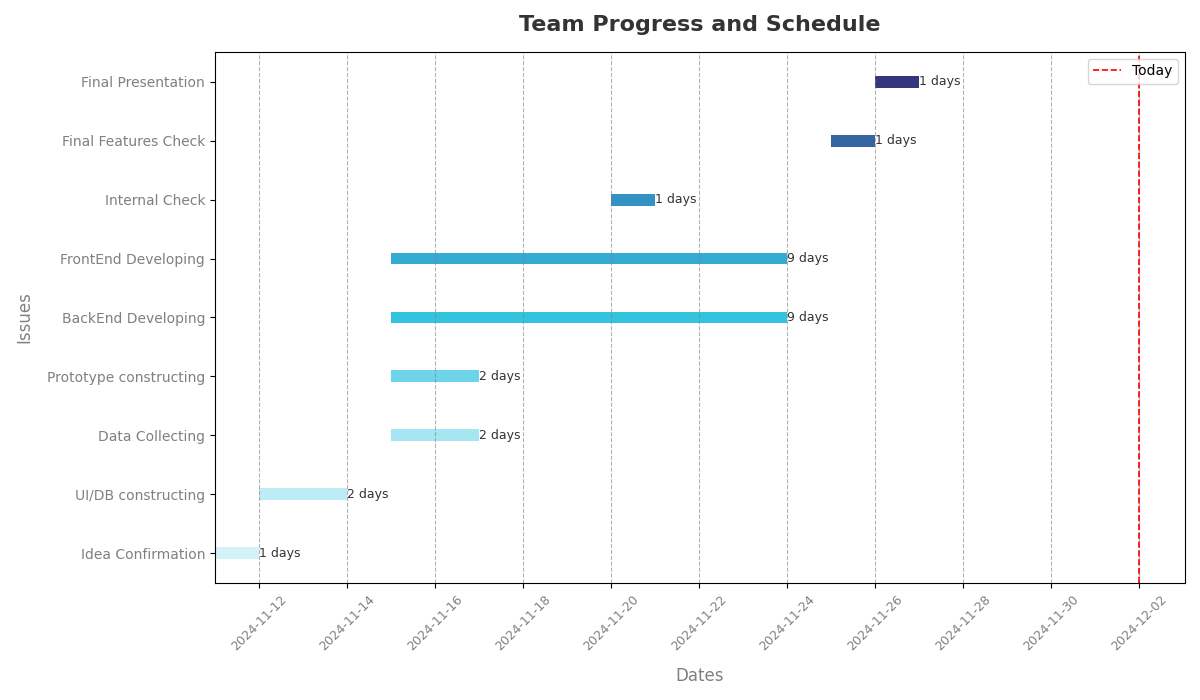 Team Progress and Schedule
Today
Final Presentation
1 days
Final Features Check
1 days
Internal Check
1 days
FrontEnd Developing
9 days
BackEnd Developing
9 days
Prototype constructing
2 days
Data Collecting
2 days
UI/DB constructing
2 days
Idea Confirmation
1 days
Issues
2024-11-12
2024-11-14
2024-11-16
2024-11-18
2024-11-20
2024-11-22
2024-11-24
2024-11-26
2024-11-28
2024-11-30
2024-12-02
Dates